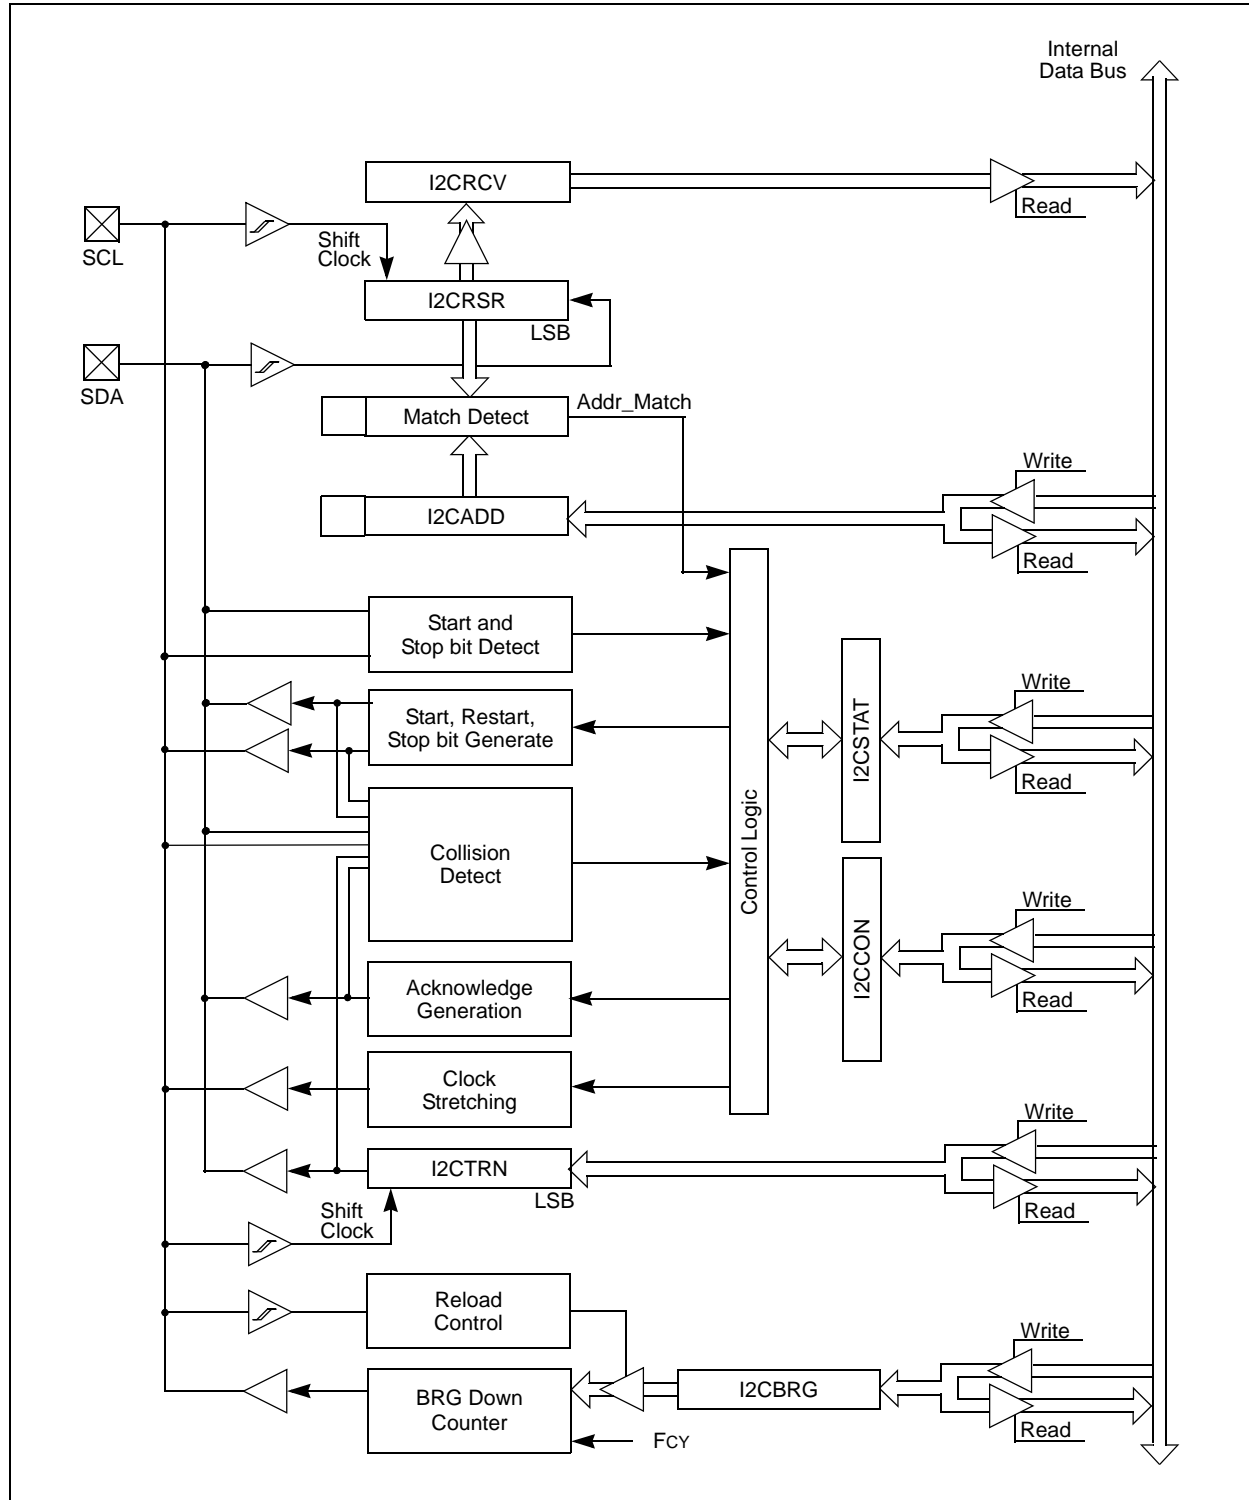 Internal
Data Bus
I2CRCV
Read
SCL
Shift
Clock
I2CRSR
LSB
SDA
Match Detect
Addr_Match
Write
I2CADD
Read
Start and
Stop bit Detect
Write
Start, Restart,
Stop bit Generate
I2CSTAT
Read
Control Logic
Collision
Detect
Write
I2CCON
Acknowledge
Generation
Read
Clock
Stretching
Write
I2CTRN
LSB
Shift
Clock
Read
Reload
Control
Write
I2CBRG
BRG Down
Counter
Read
FCY